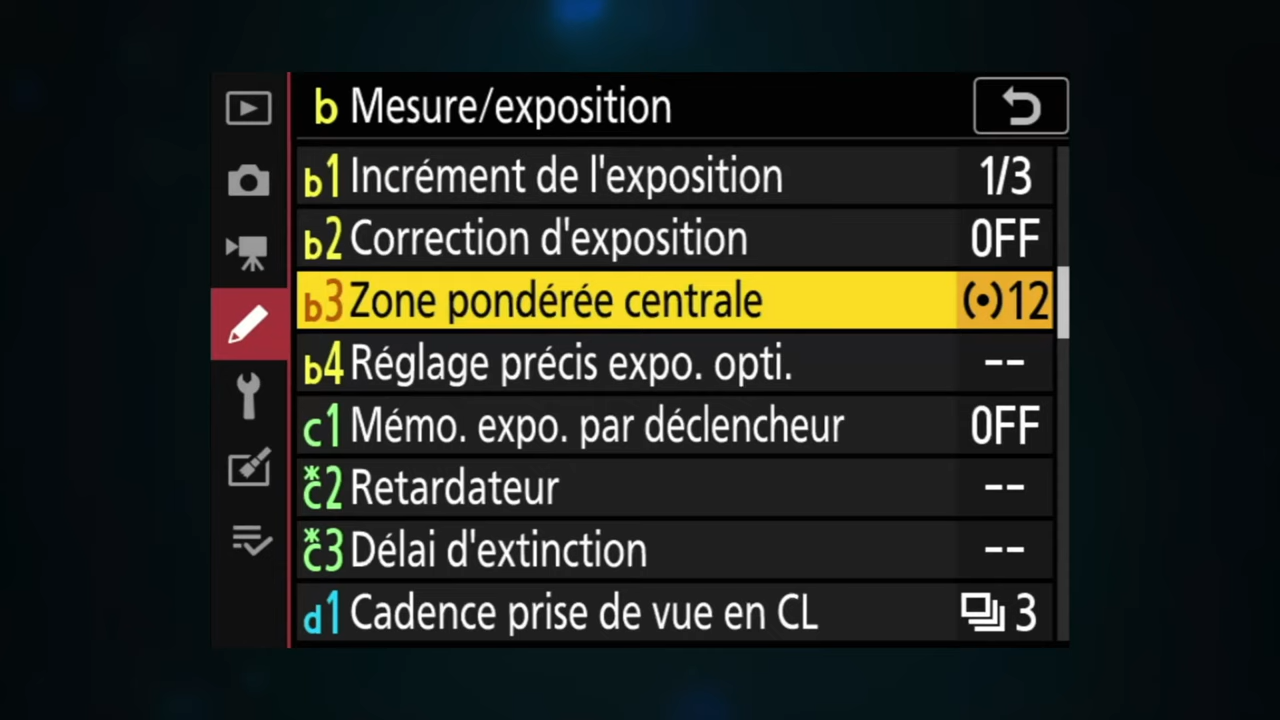 b Mesure/exposition
b1 Incrément de l'exposition 1/3
b2 Correction d'exposition OFF
b3 Zone pondérée centrale (•)12
b4 Réglage précis expo. opti. --
c1 Mémo. expo. par déclencheur OFF
*c2 Retardateur --
*c3 Délai d'extinction --
d1 Cadence prise de vue en CL 3